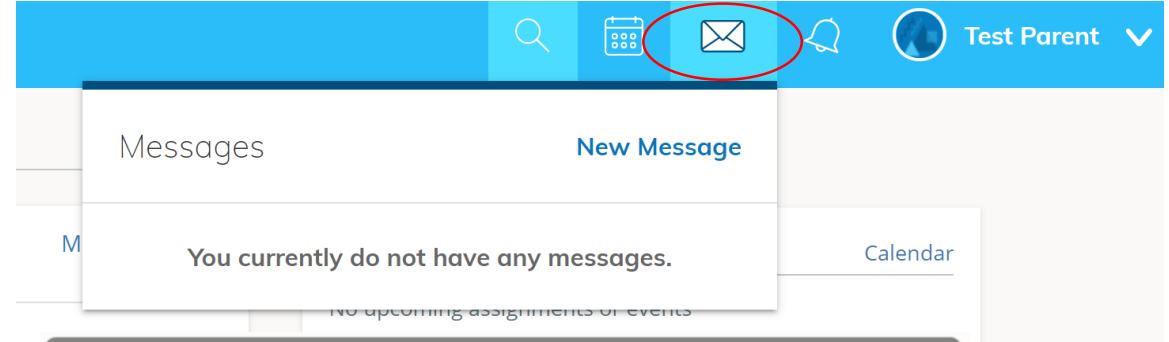 Test Parent
Messages
New Message
You currently do not have any messages.
M
Calendar
No upcoming assignments or events